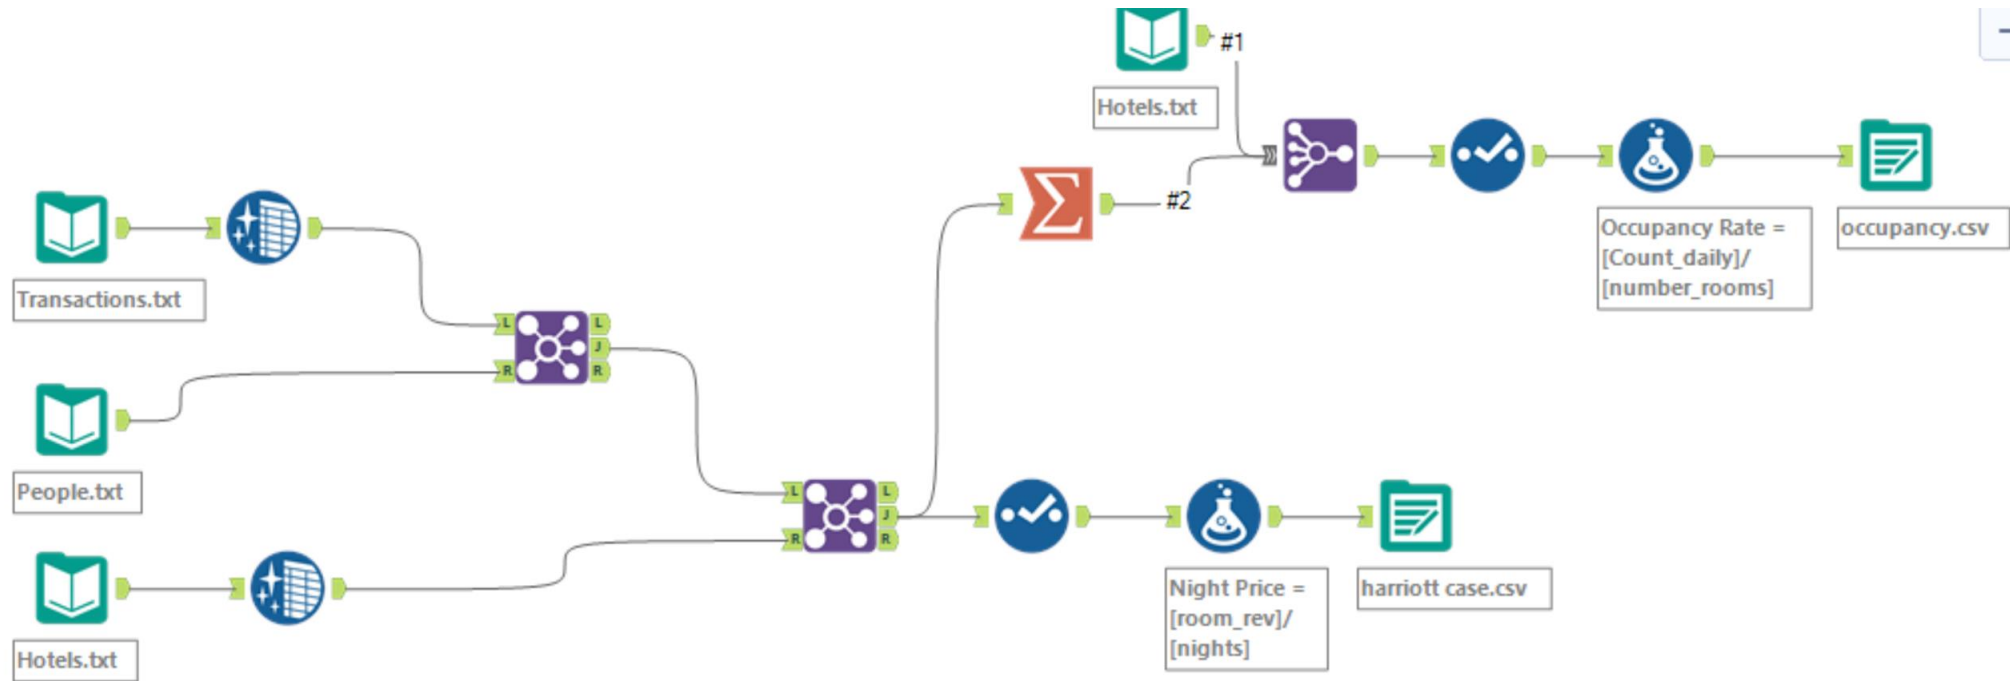 #1
Hotels.txt
#2
Occupancy Rate =
[Count_daily]/
[number_rooms]
occupancy.csv
Transactions.txt
L
L
J
R
R
People.txt
L
L
J
R
R
Night Price =
[room_rev]/
[nights]
harriott case.csv
Hotels.txt